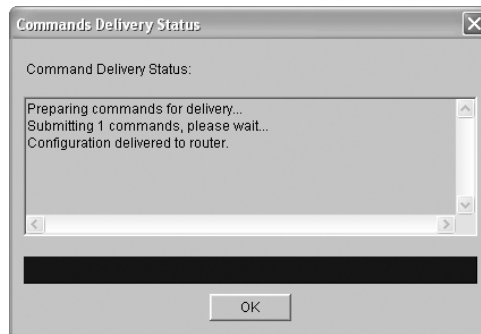 Commands Delivery Status
Command Delivery Status:
Preparing commands for delivery...
Submitting 1 commands, please wait...
Configuration delivered to router.
OK